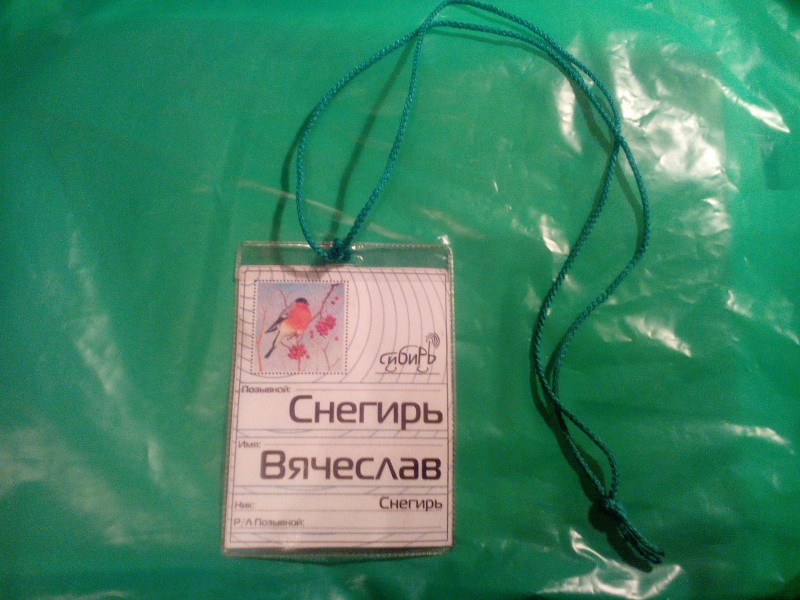 сибирь
Позывной:
Снегирь
Имя:
Вячеслав
Ник: Снегирь
Р/Л Позывной: